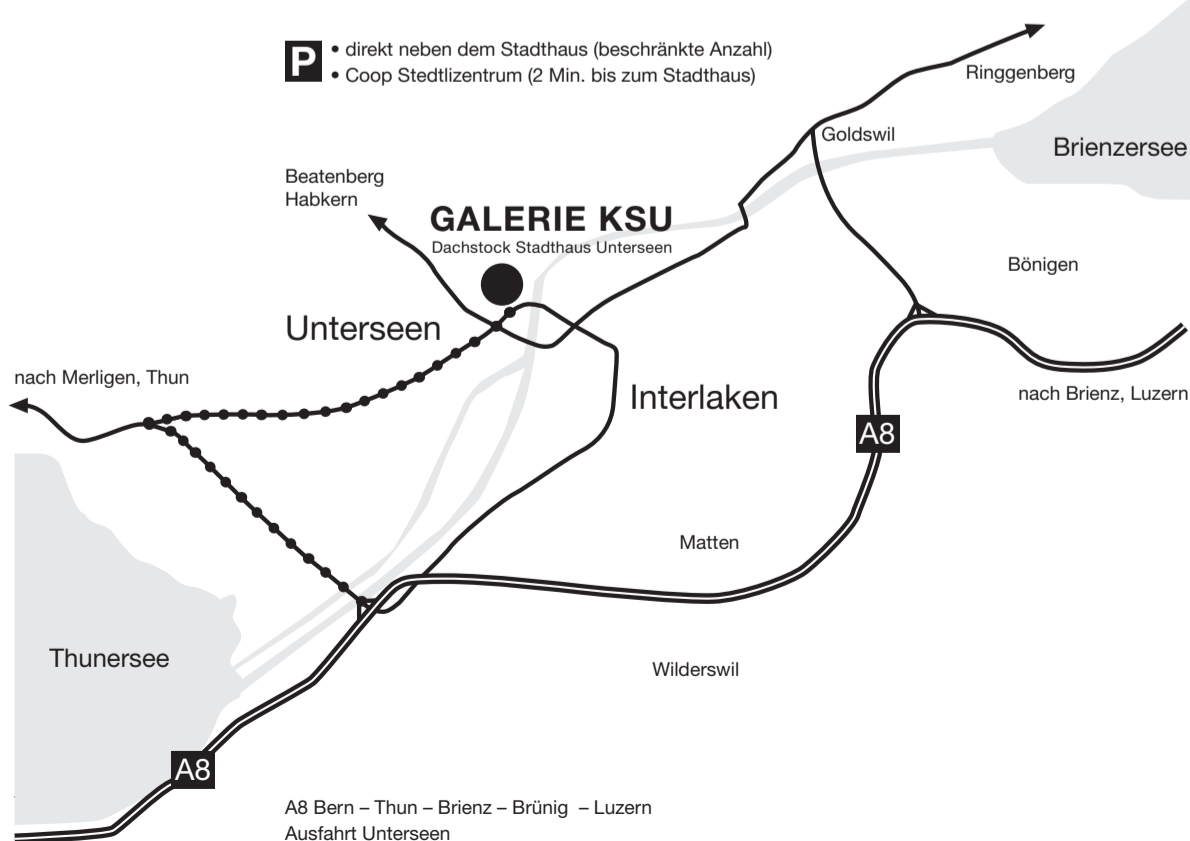 P
• direkt neben dem Stadthaus (beschränkte Anzahl)
• Coop Stedtlizentrum (2 Min. bis zum Stadthaus)
Ringgenberg
Goldswil
Brienzersee
Beatenberg
Habkern
GALERIE KSU
Dachstock Stadthaus Unterseen
Bönigen
Unterseen
nach Merligen, Thun
Interlaken
nach Brienz, Luzern
A8
Matten
Thunersee
Wilderswil
A8
A8 Bern – Thun – Brienz – Brünig – Luzern
Ausfahrt Unterseen